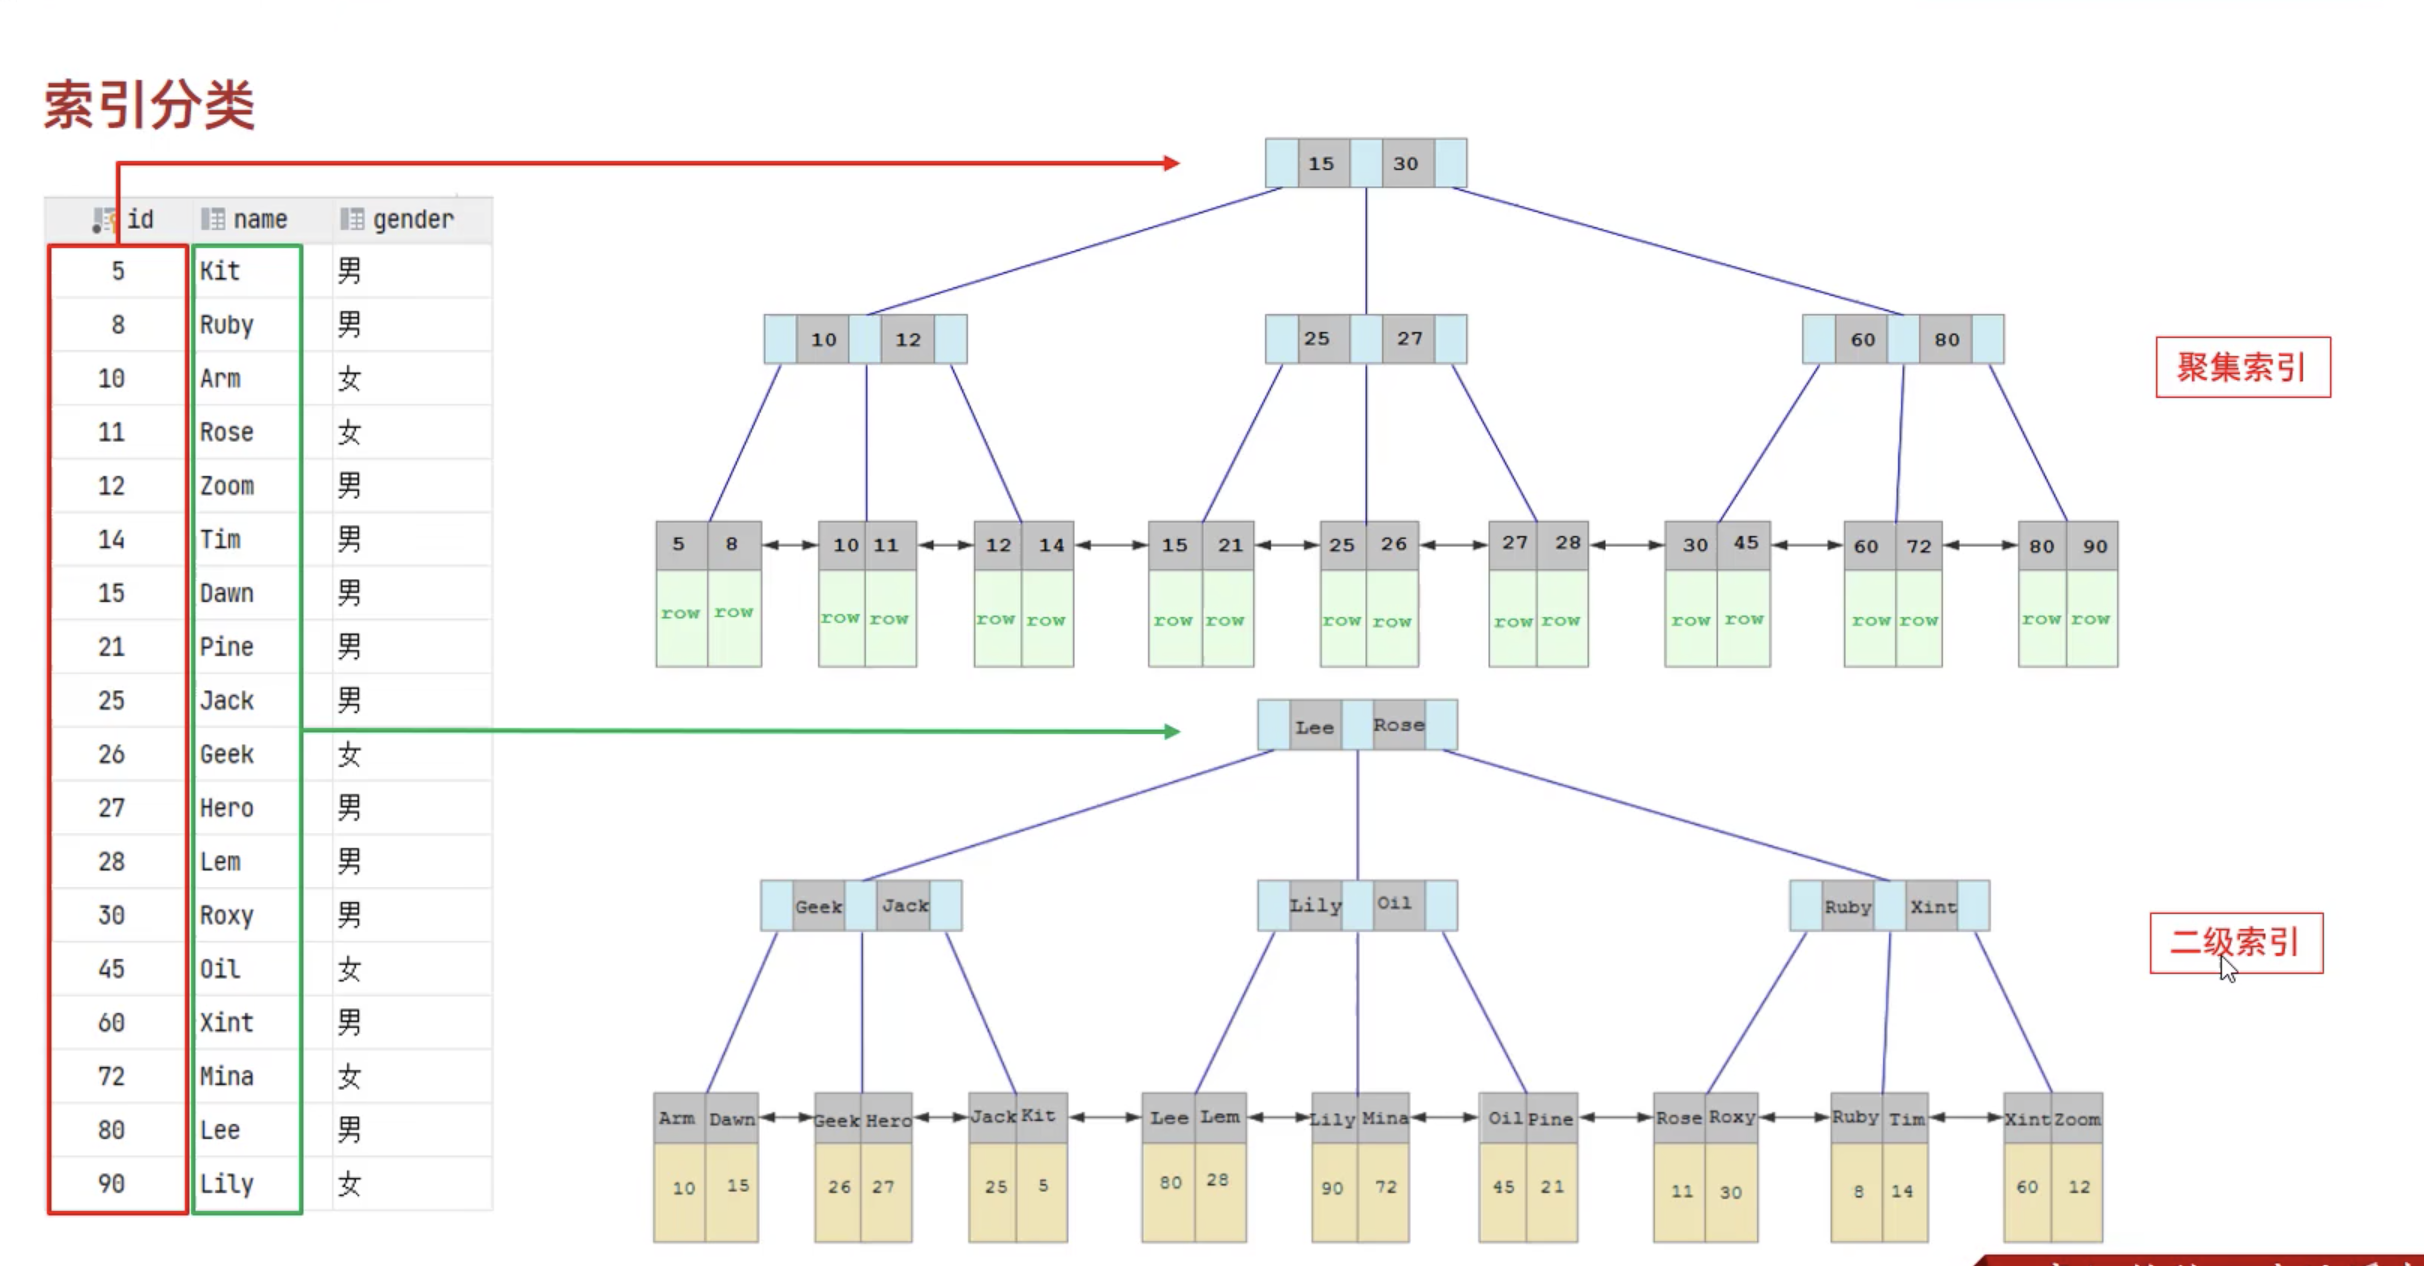 索引分类
id name gender
5 Kit 男
8 Ruby 男
10 Arm 女
11 Rose 女
12 Zoom 男
14 Tim 男
15 Dawn 男
21 Pine 男
25 Jack 男
26 Geek 女
27 Hero 男
28 Lem 男
30 Roxy 男
45 Oil 女
60 Xint 男
72 Mina 女
80 Lee 男
90 Lily 女
15 30
10 12 25 27 60 80
聚集索引
5 8 10 11 12 14 15 21 25 26 27 28 30 45 60 72 80 90
row row row row row row row row row row row row row row row row row row
Lee Rose
Geek Jack Lily Oil Ruby Xint
二级索引
Arm Dawn Geek Hero Jack Kit Lee Lem Lily Mina Oil Pine Rose Roxy Ruby Tim Xint Zoom
10 15 26 27 25 5 80 28 90 72 45 21 11 30 8 14 60 12